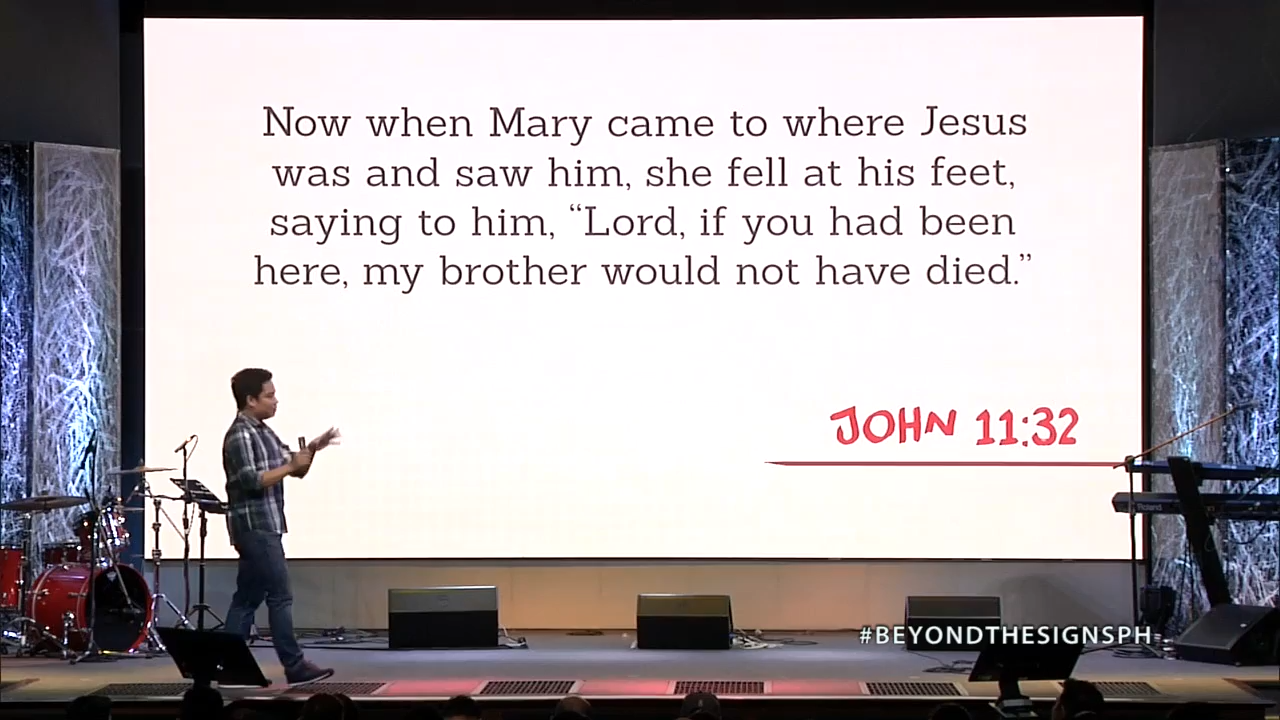 Now when Mary came to where Jesus
was and saw him, she fell at his feet,
saying to him, “Lord, if you had been
here, my brother would not have died.”
JOHN 11:32
Roland
#BEYONDTHESIGNSPH